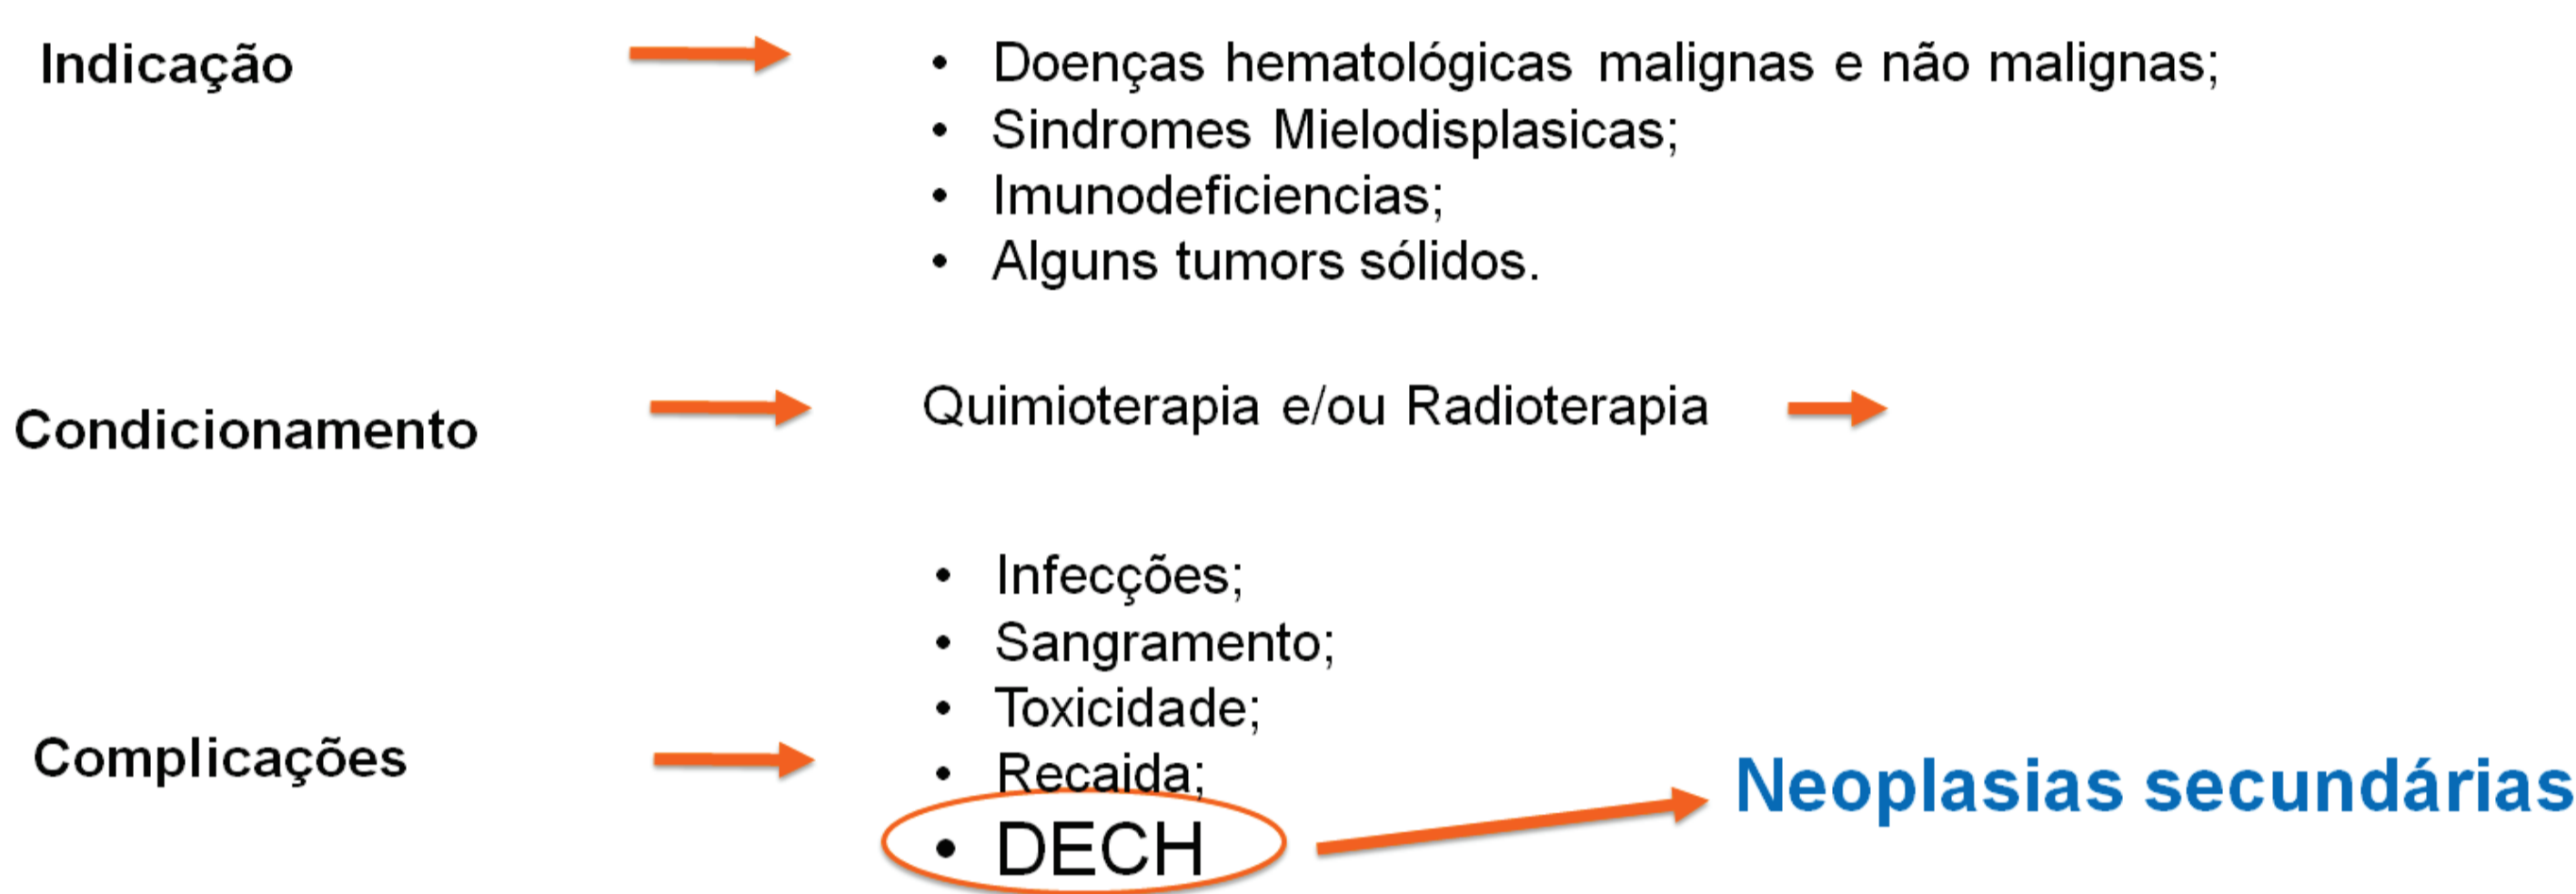 Indicação
• Doenças hematológicas malignas e não malignas;
• Sindromes Mielodisplasicas;
• Imunodeficiencias;
• Alguns tumors sólidos.
Condicionamento
Quimioterapia e/ou Radioterapia
Complicações
• Infecções;
• Sangramento;
• Toxicidade;
• Recaida;
• DECH
Neoplasias secundárias